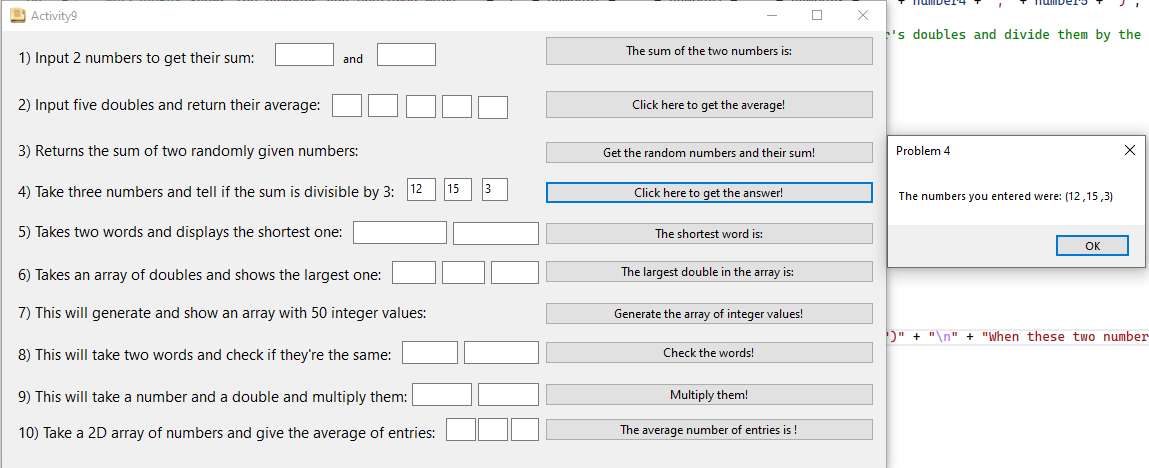 + number4 + ", " + number5 + ")",
Activity9
r's doubles and divide them by the
1) Input 2 numbers to get their sum: and The sum of the two numbers is:
2) Input five doubles and return their average: Click here to get the average!
3) Returns the sum of two randomly given numbers: Get the random numbers and their sum!
Problem 4
4) Take three numbers and tell if the sum is divisible by 3: 12 15 3 Click here to get the answer!
The numbers you entered were: (12 ,15 ,3)
5) Takes two words and displays the shortest one: The shortest word is:
OK
6) Takes an array of doubles and shows the largest one: The largest double in the array is:
7) This will generate and show an array with 50 integer values: Generate the array of integer values!
")" + "\n" + "When these two number
8) This will take two words and check if they're the same: Check the words!
9) This will take a number and a double and multiply them: Multiply them!
10) Take a 2D array of numbers and give the average of entries: The average number of entries is !